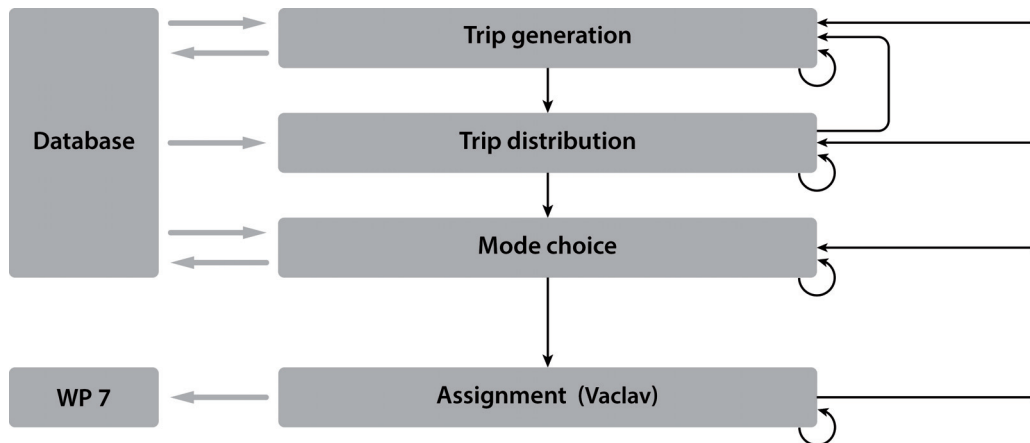 Trip generation
Database
Trip distribution
Mode choice
WP 7
Assignment (Vaclav)